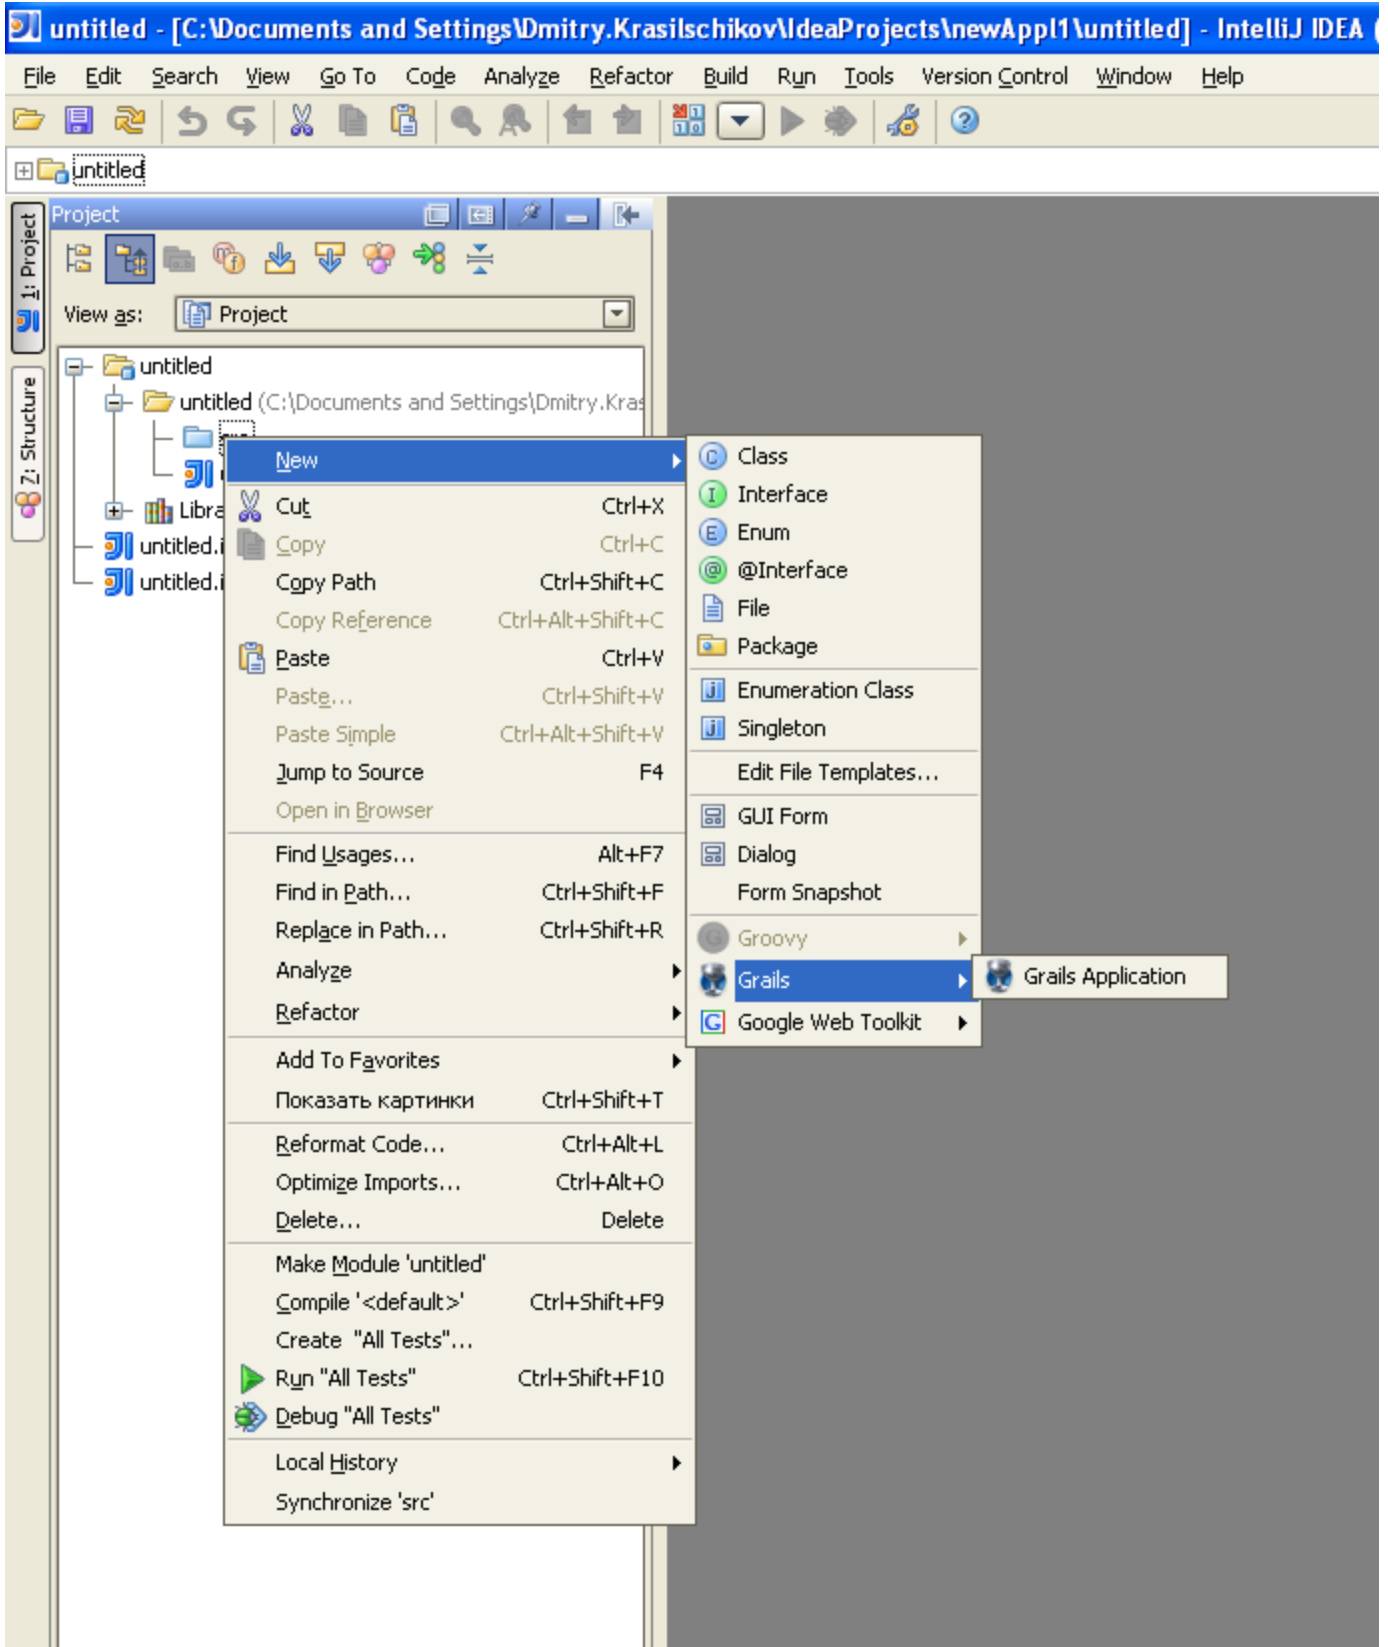 untitled - [C:\Documents and Settings\Dmitry.Krasilschikov\IdeaProjects\newAppl1\untitled] - IntelliJ IDEA (
File Edit Search View Go To Code Analyze Refactor Build Run Tools Version Control Window Help
untitled
1: Project
Z: Structure
Project
View as: Project
untitled
untitled (C:\Documents and Settings\Dmitry.Kras
Libra
untitled.i
untitled.i
New
Cut Ctrl+X
Copy Ctrl+C
Copy Path Ctrl+Shift+C
Copy Reference Ctrl+Alt+Shift+C
Paste Ctrl+V
Paste... Ctrl+Shift+V
Paste Simple Ctrl+Alt+Shift+V
Jump to Source F4
Open in Browser
Find Usages... Alt+F7
Find in Path... Ctrl+Shift+F
Replace in Path... Ctrl+Shift+R
Analyze
Refactor
Add To Favorites
Показать картинки Ctrl+Shift+T
Reformat Code... Ctrl+Alt+L
Optimize Imports... Ctrl+Alt+O
Delete... Delete
Make Module 'untitled'
Compile '<default>' Ctrl+Shift+F9
Create "All Tests"...
Run "All Tests" Ctrl+Shift+F10
Debug "All Tests"
Local History
Synchronize 'src'
Class
Interface
Enum
@Interface
File
Package
Enumeration Class
Singleton
Edit File Templates...
GUI Form
Dialog
Form Snapshot
Groovy
Grails
Google Web Toolkit
Grails Application